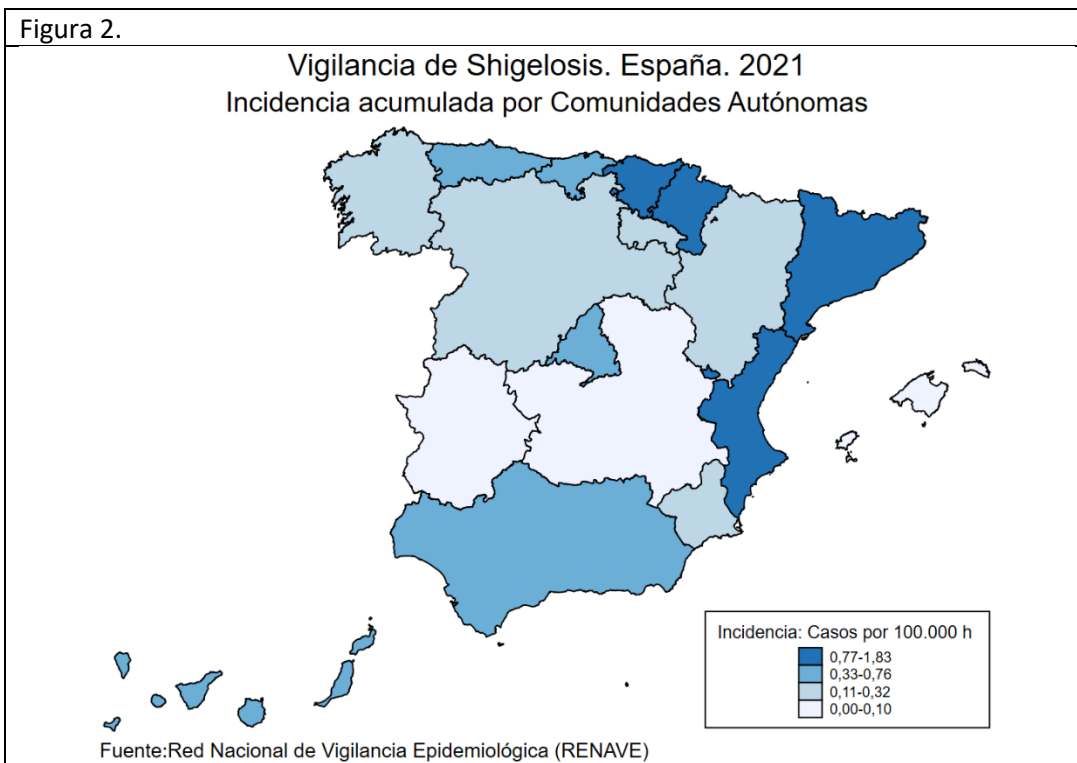 Figura 2.
Vigilancia de Shigelosis. España. 2021
Incidencia acumulada por Comunidades Autónomas
Incidencia: Casos por 100.000 h
0,77-1,83
0,33-0,76
0,11-0,32
0,00-0,10
Fuente:Red Nacional de Vigilancia Epidemiológica (RENAVE)